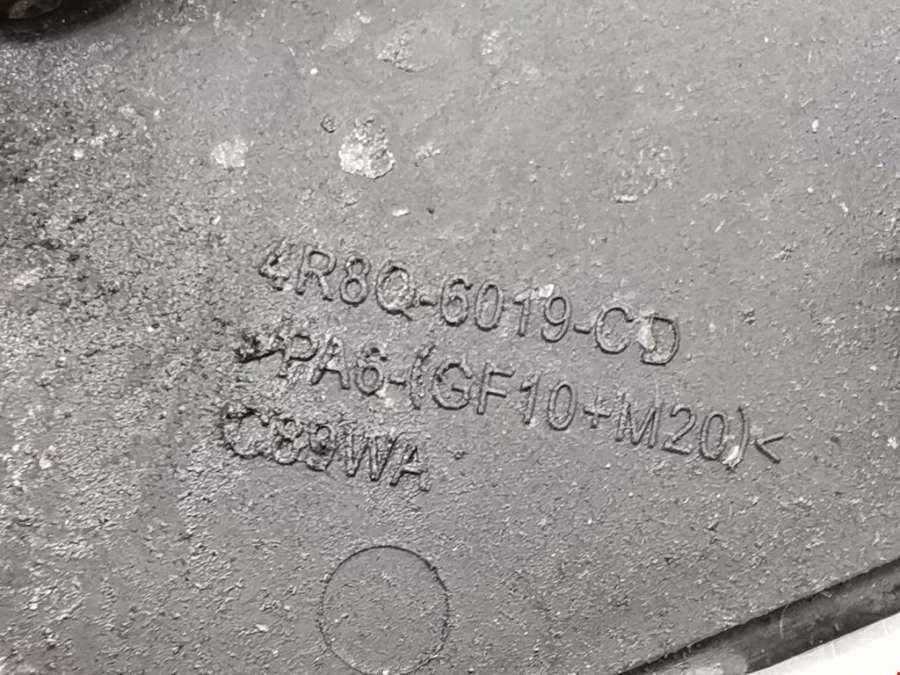 4R8Q-6019-CD
>PA6-(GF10+M20)<
C89WA